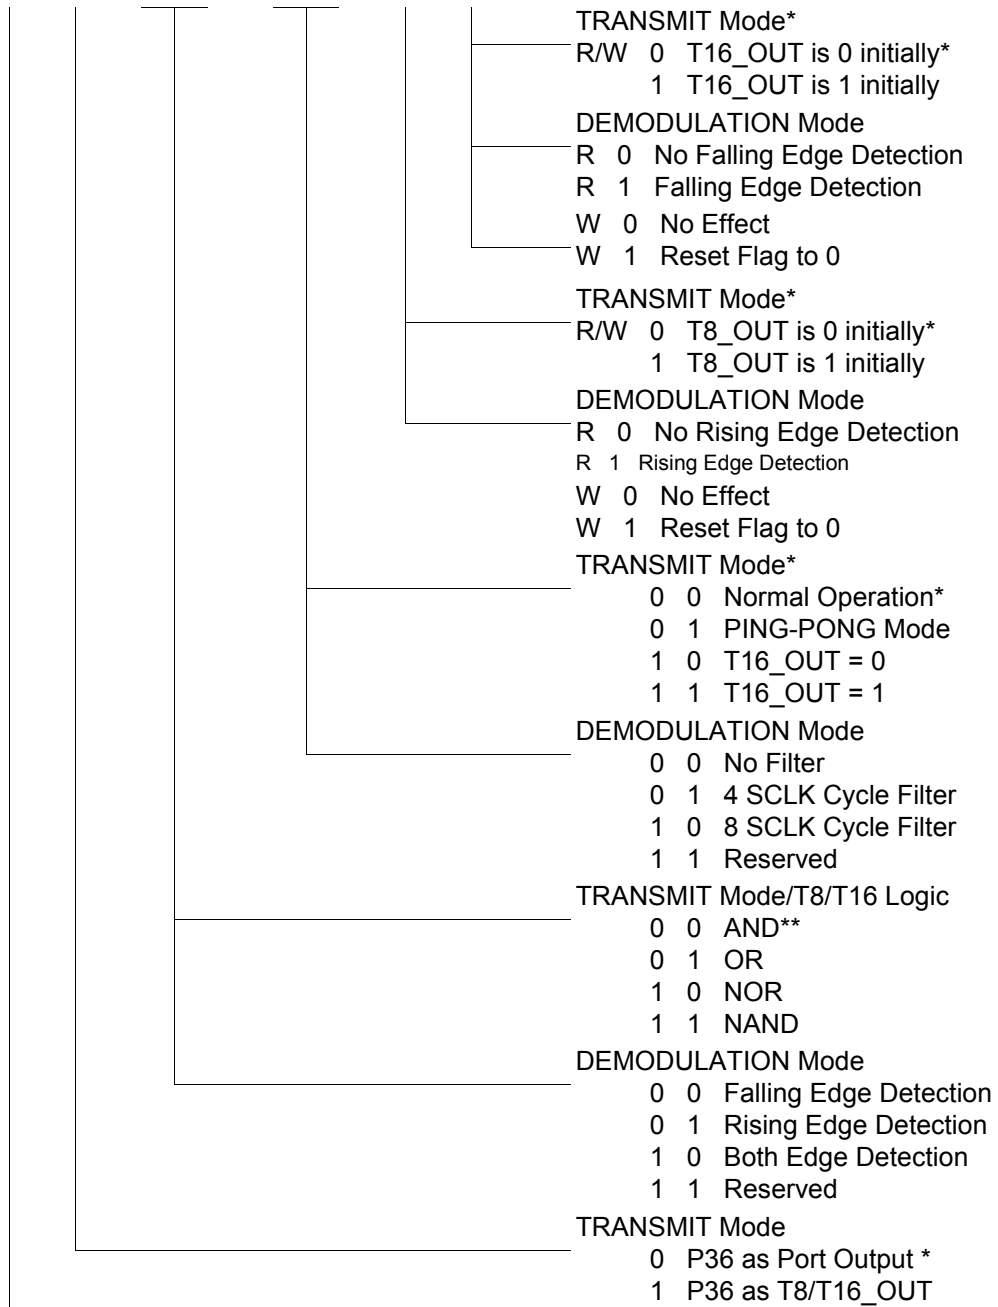 TRANSMIT Mode*
R/W 0 T16_OUT is 0 initially*
1 T16_OUT is 1 initially
DEMODULATION Mode
R 0 No Falling Edge Detection
R 1 Falling Edge Detection
W 0 No Effect
W 1 Reset Flag to 0
TRANSMIT Mode*
R/W 0 T8_OUT is 0 initially*
1 T8_OUT is 1 initially
DEMODULATION Mode
R 0 No Rising Edge Detection
R 1 Rising Edge Detection
W 0 No Effect
W 1 Reset Flag to 0
TRANSMIT Mode*
0 0 Normal Operation*
0 1 PING-PONG Mode
1 0 T16_OUT = 0
1 1 T16_OUT = 1
DEMODULATION Mode
0 0 No Filter
0 1 4 SCLK Cycle Filter
1 0 8 SCLK Cycle Filter
1 1 Reserved
TRANSMIT Mode/T8/T16 Logic
0 0 AND**
0 1 OR
1 0 NOR
1 1 NAND
DEMODULATION Mode
0 0 Falling Edge Detection
0 1 Rising Edge Detection
1 0 Both Edge Detection
1 1 Reserved
TRANSMIT Mode
0 P36 as Port Output *
1 P36 as T8/T16_OUT